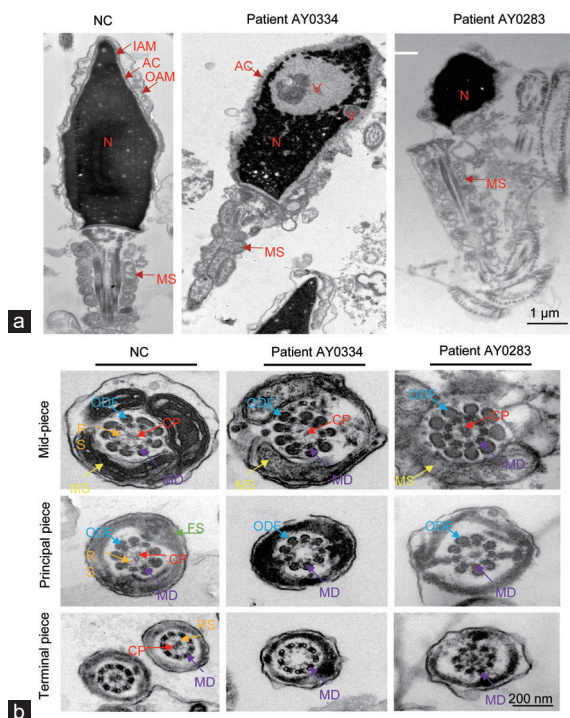 NC
Patient AY0334
Patient AY0283
IAM
AC
OAM
N
MS
AC
V
V
N
MS
N
MS
1 μm
a
NC
Patient AY0334
Patient AY0283
Mid-piece
ODF
CP
R
S
MS
MD
ODF
CP
MS
MD
ODF
CP
MD
MS
Principal piece
ODF
FS
R
S
CP
MD
ODF
MD
ODF
MD
Terminal piece
RS
CP
MD
MD
MD
200 nm
b